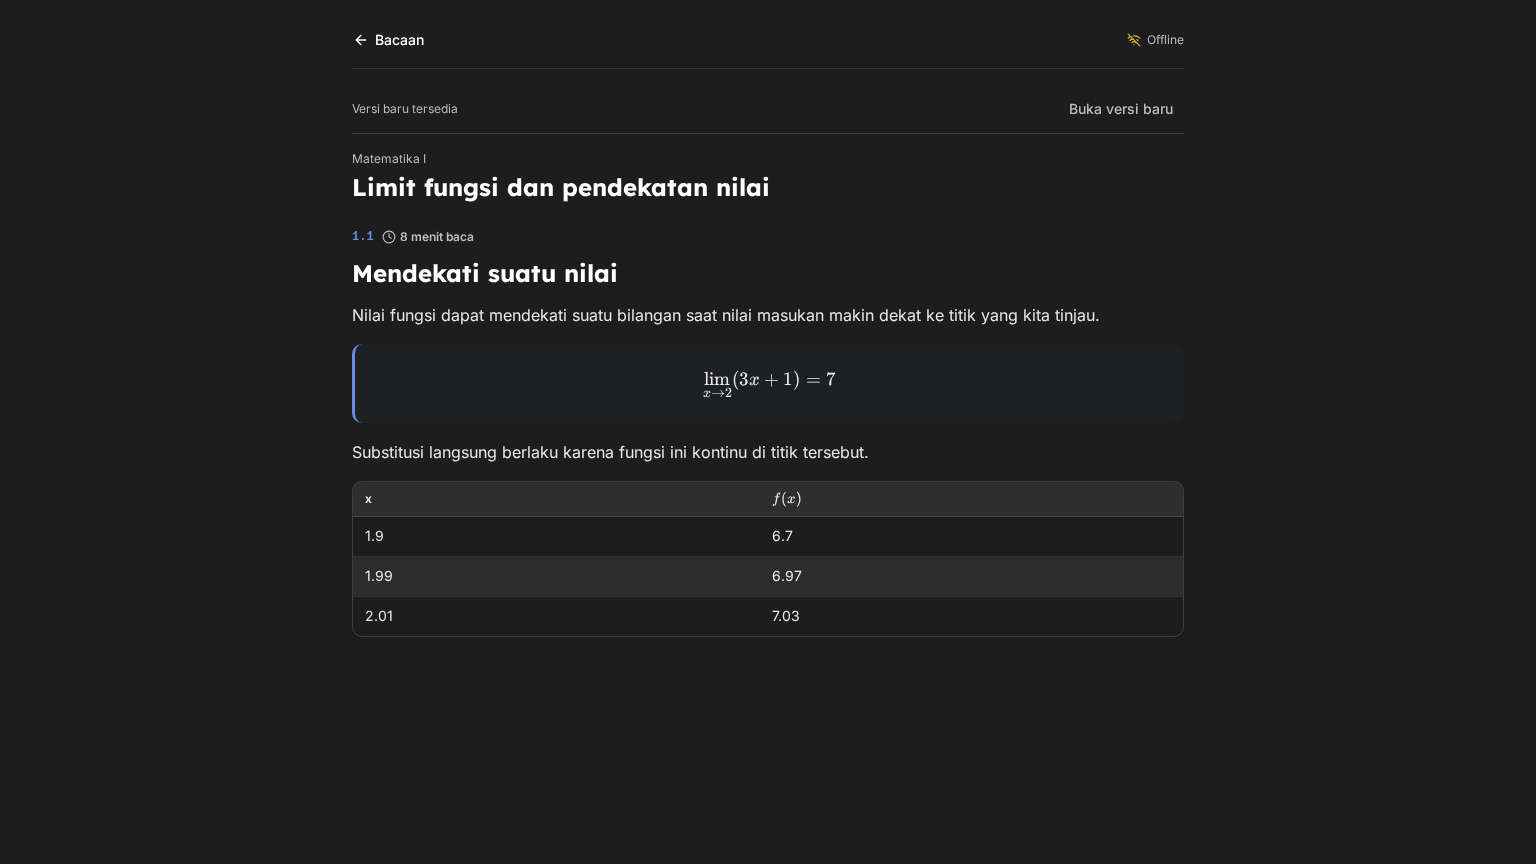 Bacaan
Offline
Versi baru tersedia
Buka versi baru
Matematika I
Limit fungsi dan pendekatan nilai
1.1 8 menit baca
Mendekati suatu nilai
Nilai fungsi dapat mendekati suatu bilangan saat nilai masukan makin dekat ke titik yang kita tinjau.
lim x→2 (3x + 1) = 7
Substitusi langsung berlaku karena fungsi ini kontinu di titik tersebut.
x f(x)
1.9 6.7
1.99 6.97
2.01 7.03